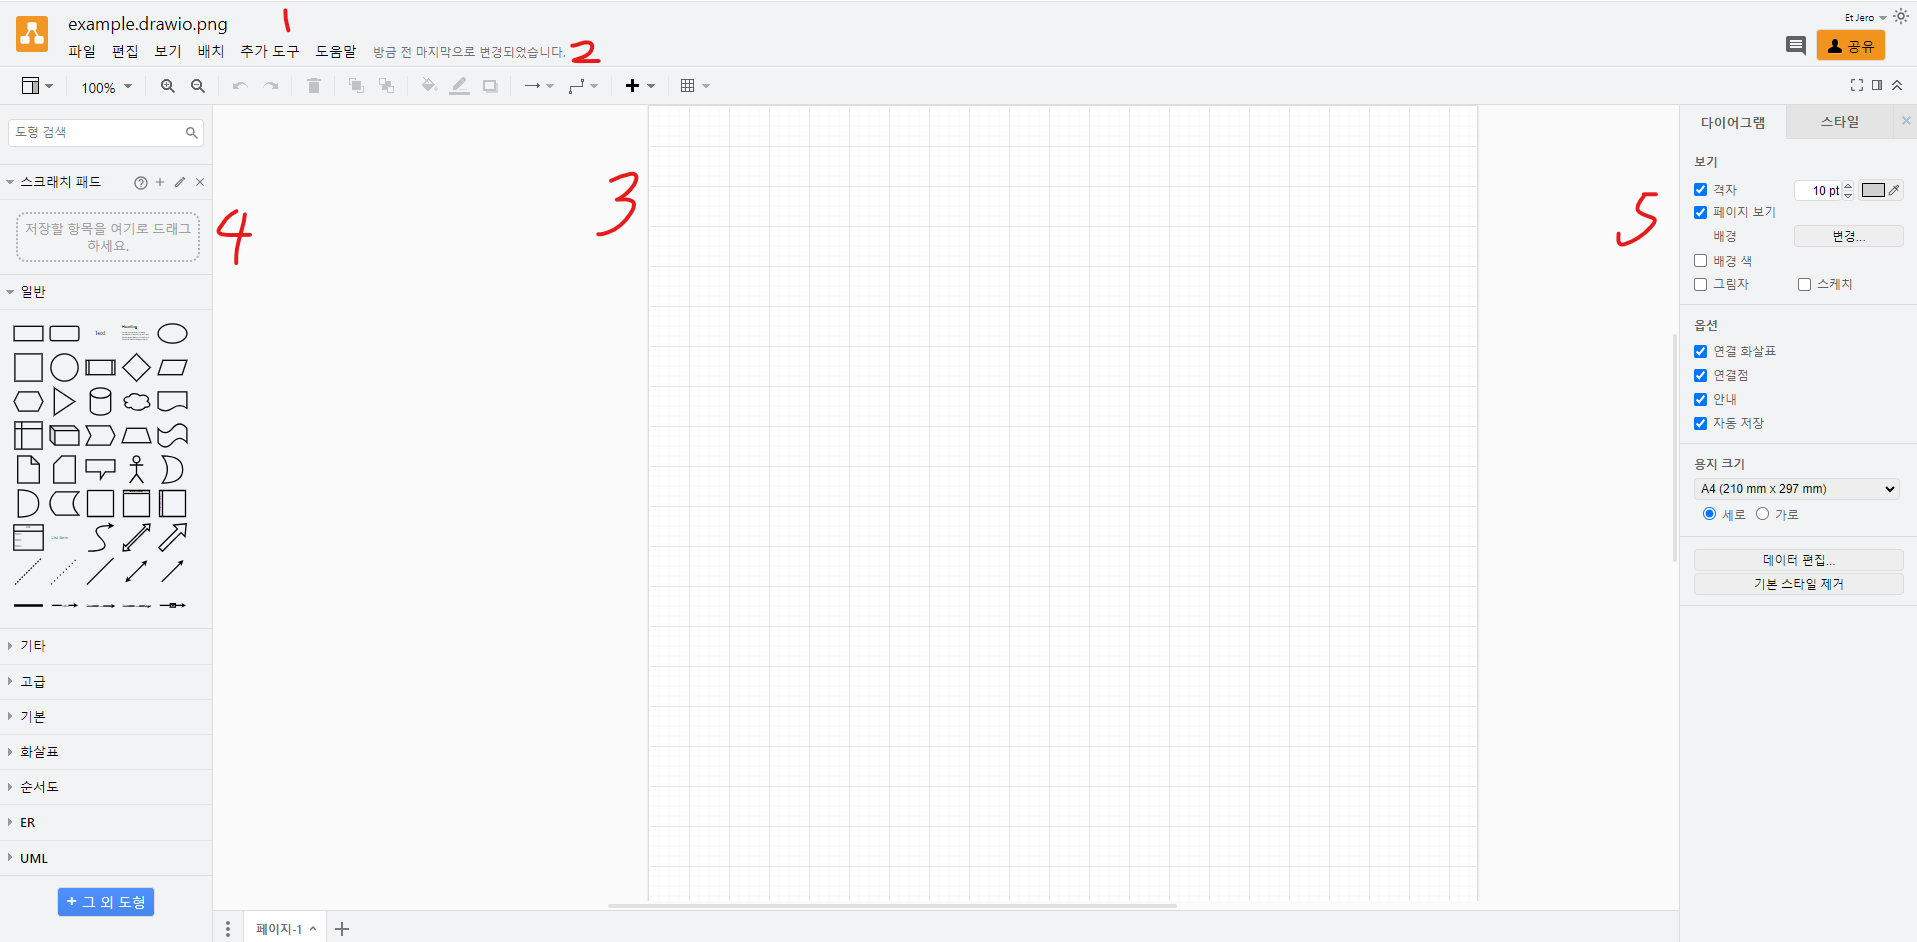 example.drawio.png
1
Et Jero
파일 편집 보기 배치 추가 도구 도움말 방금 전 마지막으로 변경되었습니다. 2
공유
100%
도형 검색
스크래치 패드
저장할 항목을 여기로 드래그
하세요.
4
일반
Text
Heading
List Item
기타
고급
기본
화살표
순서도
ER
UML
+ 그 외 도형
3
페이지-1
5
다이어그램 스타일
보기
격자 10 pt
페이지 보기
배경 변경...
배경 색
그림자 스케치
옵션
연결 화살표
연결점
안내
자동 저장
용지 크기
A4 (210 mm x 297 mm)
세로 가로
데이터 편집...
기본 스타일 제거